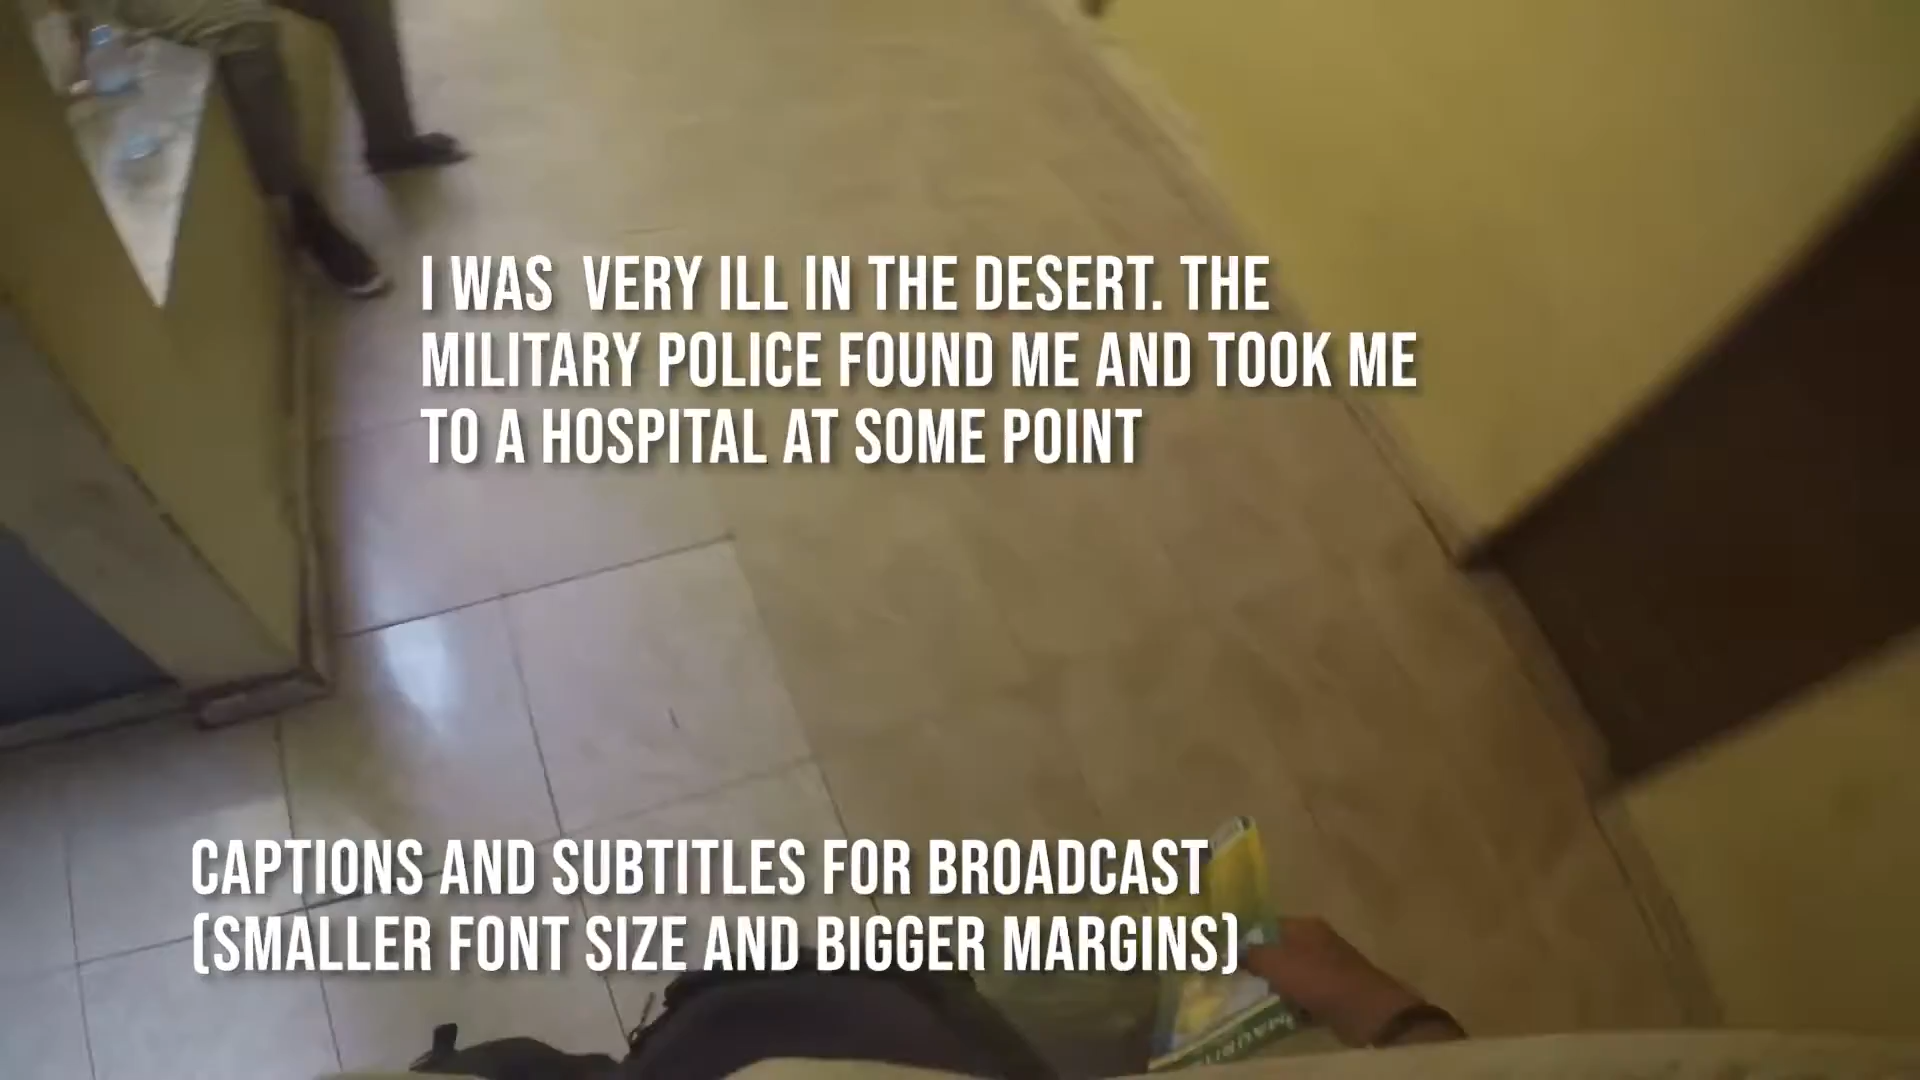 I WAS  VERY ILL IN THE DESERT. THE
MILITARY POLICE FOUND ME AND TOOK ME
TO A HOSPITAL AT SOME POINT
CAPTIONS AND SUBTITLES FOR BROADCAST
(SMALLER FONT SIZE AND BIGGER MARGINS)